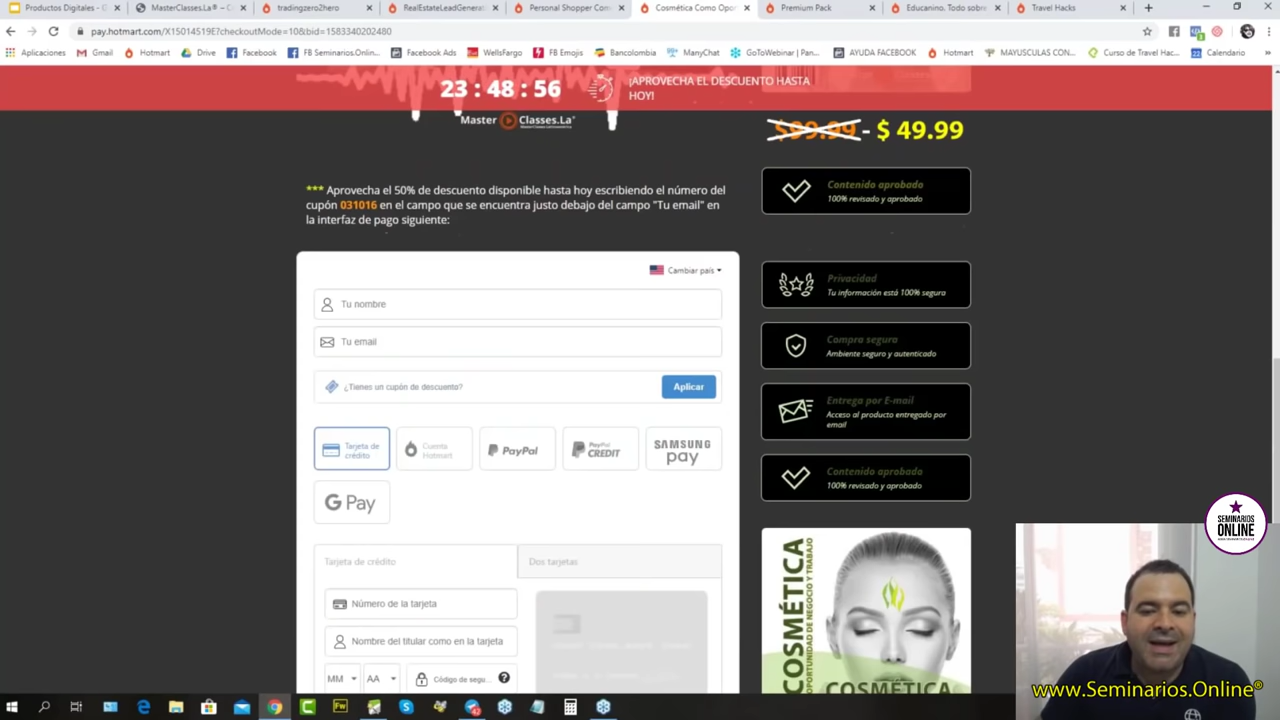 Productos Digitales - G
MasterClasses.La® – C
tradingzero2hero
RealEstateLeadGenera
Personal Shopper Com
Cosmética Como Opor
Premium Pack
Educanino. Todo sobre
Travel Hacks
pay.hotmart.com/X15014519E?checkoutMode=10&bid=1583340202480
Aplicaciones
Gmail
Hotmart
Drive
Facebook
FB Seminarios.Onlin...
Facebook Ads
WellsFargo
FB Emojis
Bancolombia
ManyChat
GoToWebinar | Pan...
AYUDA FACEBOOK
Hotmart
MAYUSCULAS CON...
Curso de Travel Hac...
Calendario
23 : 48 : 56
¡APROVECHA EL DESCUENTO HASTA
HOY!
Master Classes.La®
$99.99 - $ 49.99
*** Aprovecha el 50% de descuento disponible hasta hoy escribiendo el número del
cupón 031016 en el campo que se encuentra justo debajo del campo "Tu email" en
la interfaz de pago siguiente:
Contenido aprobado
100% revisado y aprobado
Cambiar país
Tu nombre
Tu email
¿Tienes un cupón de descuento?
Aplicar
Privacidad
Tu información está 100% segura
Compra segura
Ambiente seguro y autenticado
Entrega por E-mail
Acceso al producto entregado por
email
Contenido aprobado
100% revisado y aprobado
Tarjeta de
crédito
Cuenta
Hotmart
PayPal
PayPal
CREDIT
SAMSUNG
pay
G Pay
Tarjeta de crédito
Dos tarjetas
Número de la tarjeta
Nombre del titular como en la tarjeta
MM
AA
Código de segu...
COSMÉTICA
OPORTUNIDAD DE NEGOCIO Y TRABAJO
COSMÉTICA
SEMINARIOS
ONLINE
www.Seminarios.Online®